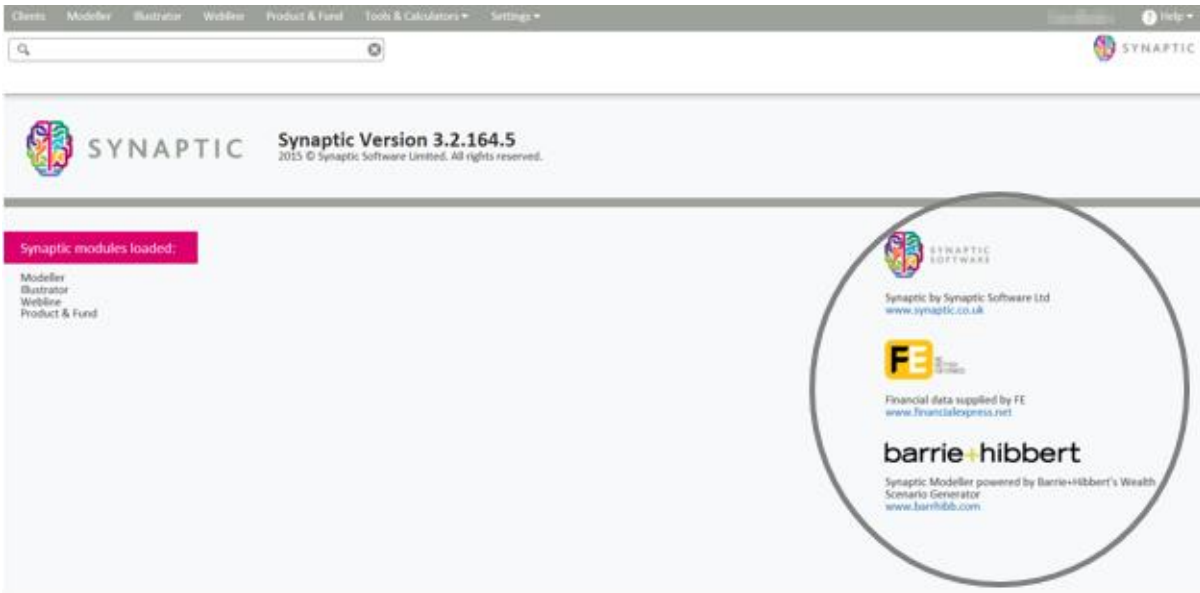 Clients Modeller Illustrator Webline Product & Fund Tools & Calculators Settings
? Help
SYNAPTIC
SYNAPTIC
Synaptic Version 3.2.164.5
2015 © Synaptic Software Limited. All rights reserved.
Synaptic modules loaded:
Modeller
Illustrator
Webline
Product & Fund
SYNAPTIC
SOFTWARE
Synaptic by Synaptic Software Ltd
www.synaptic.co.uk
FE
Financial data supplied by FE
www.financialexpress.net
barrie+hibbert
Synaptic Modeller powered by Barrie+Hibbert's Wealth
Scenario Generator
www.barrhibb.com